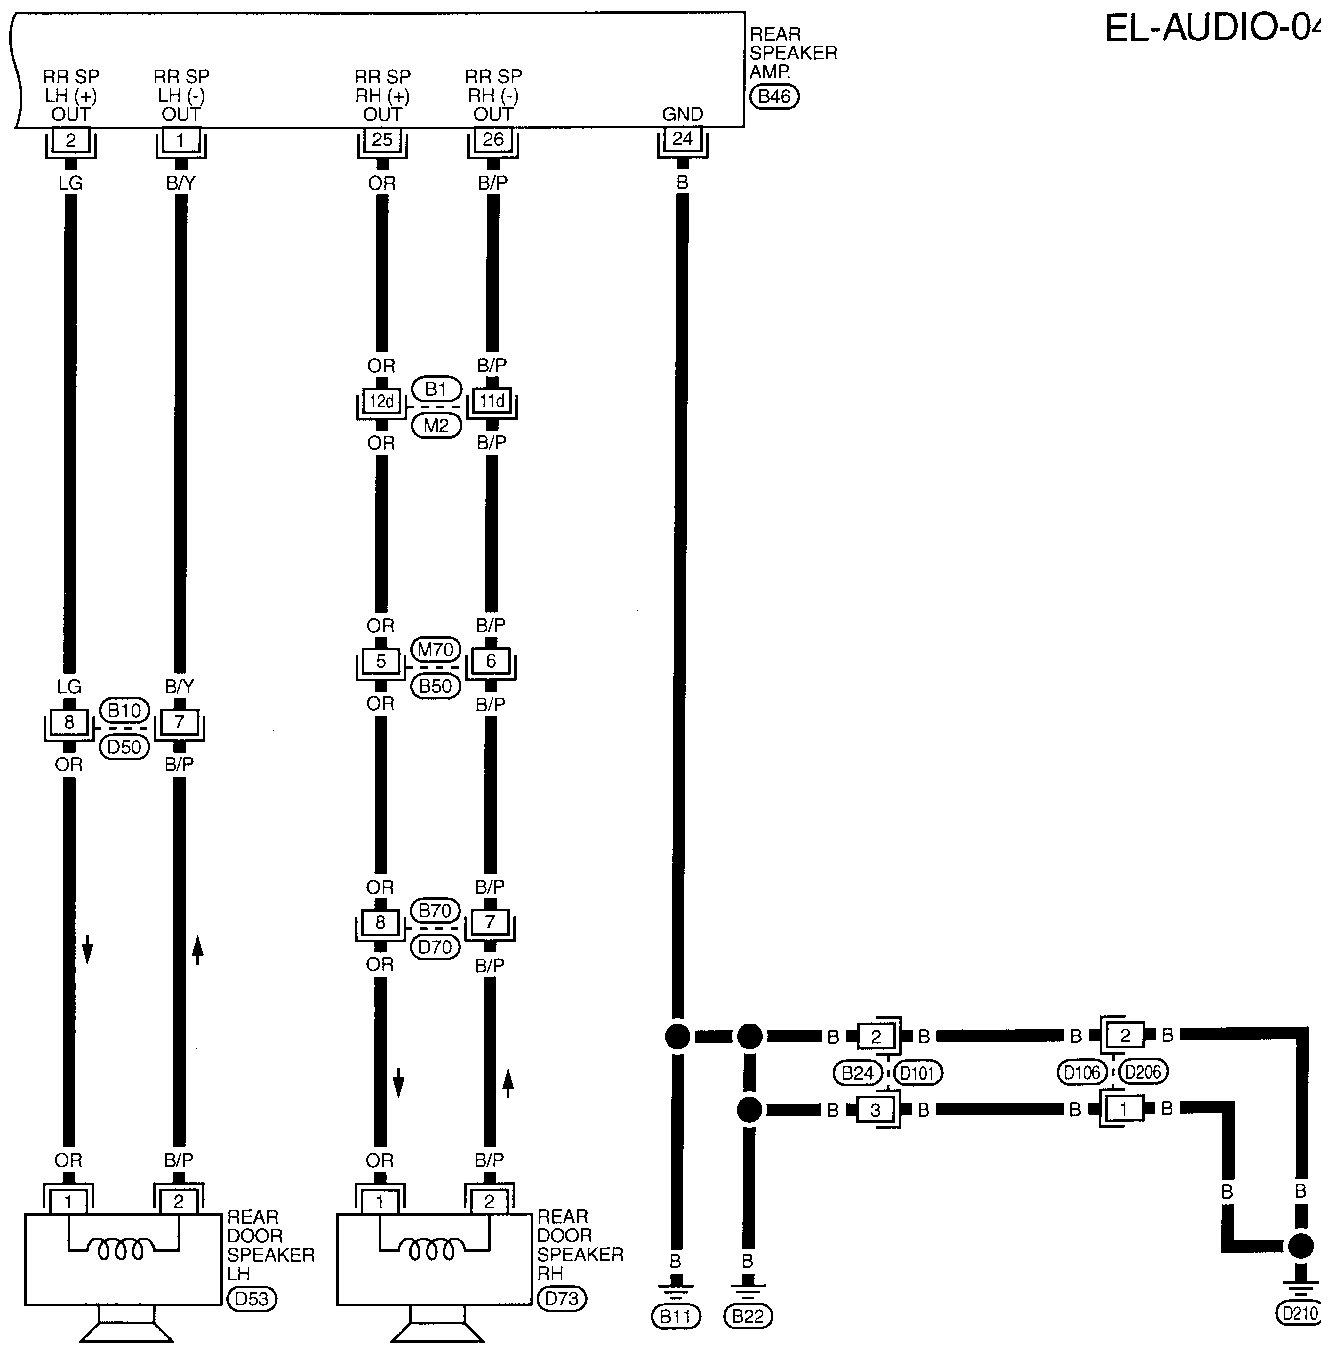 EL-AUDIO-04
REAR
SPEAKER
AMP.
B46
RR SP
LH (+)
OUT
RR SP
LH (-)
OUT
RR SP
RH (+)
OUT
RR SP
RH (-)
OUT
GND
2
1
25
26
24
LG
B/Y
OR
B/P
B
OR
B/P
12d
B1
M2
11d
OR
B/P
OR
B/P
5
M70
B50
6
OR
B/P
LG
B/Y
8
B10
D50
7
OR
B/P
OR
B/P
8
B70
D70
7
OR
B/P
B
2
B
B
2
B
B24
D101
D106
D206
B
3
B
B
1
B
OR
B/P
OR
B/P
B
B
1
2
1
2
REAR
DOOR
SPEAKER
LH
D53
REAR
DOOR
SPEAKER
RH
D73
B
B
B11
B22
D210